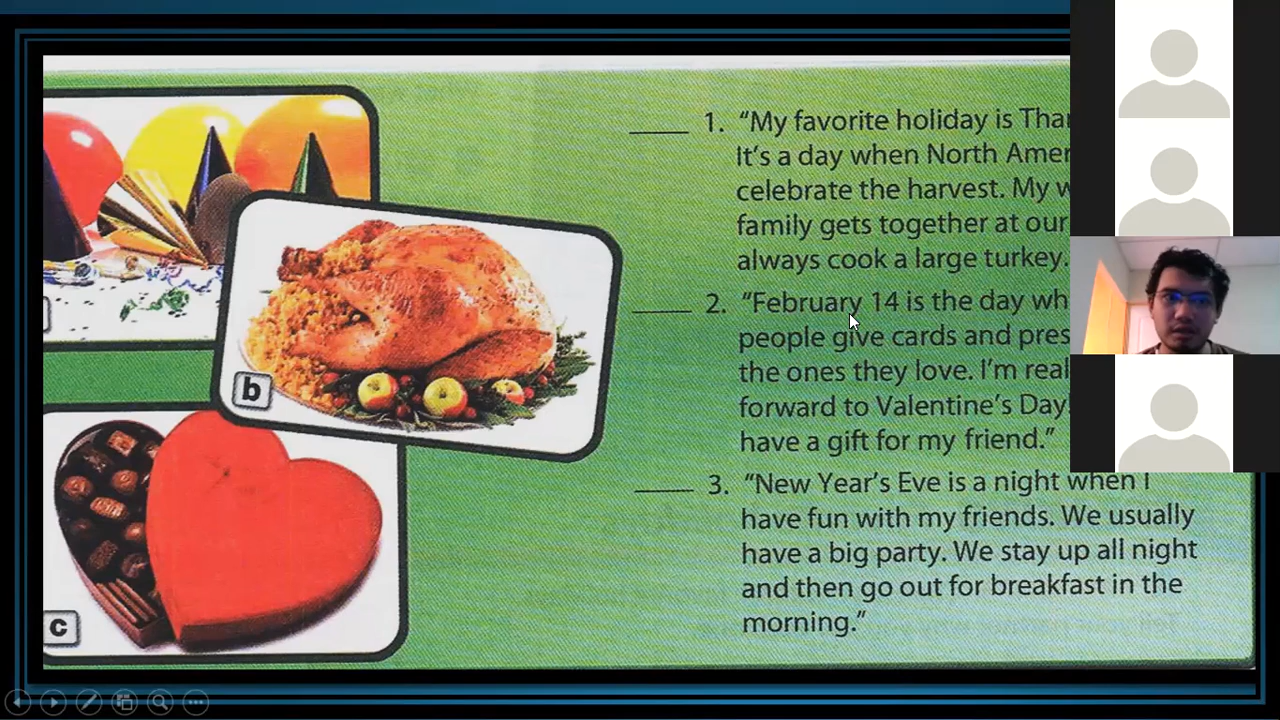 1. "My favorite holiday is
It's a day when North
celebrate the harvest. My
family gets together at our
always cook a large turkey.
2. "February 14 is the day
people give cards and
the ones they love. I'm
forward to Valentine's Day.
have a gift for my friend."
3. "New Year's Eve is a night when I
have fun with my friends. We usually
have a big party. We stay up all night
and then go out for breakfast in the
morning."
b
c